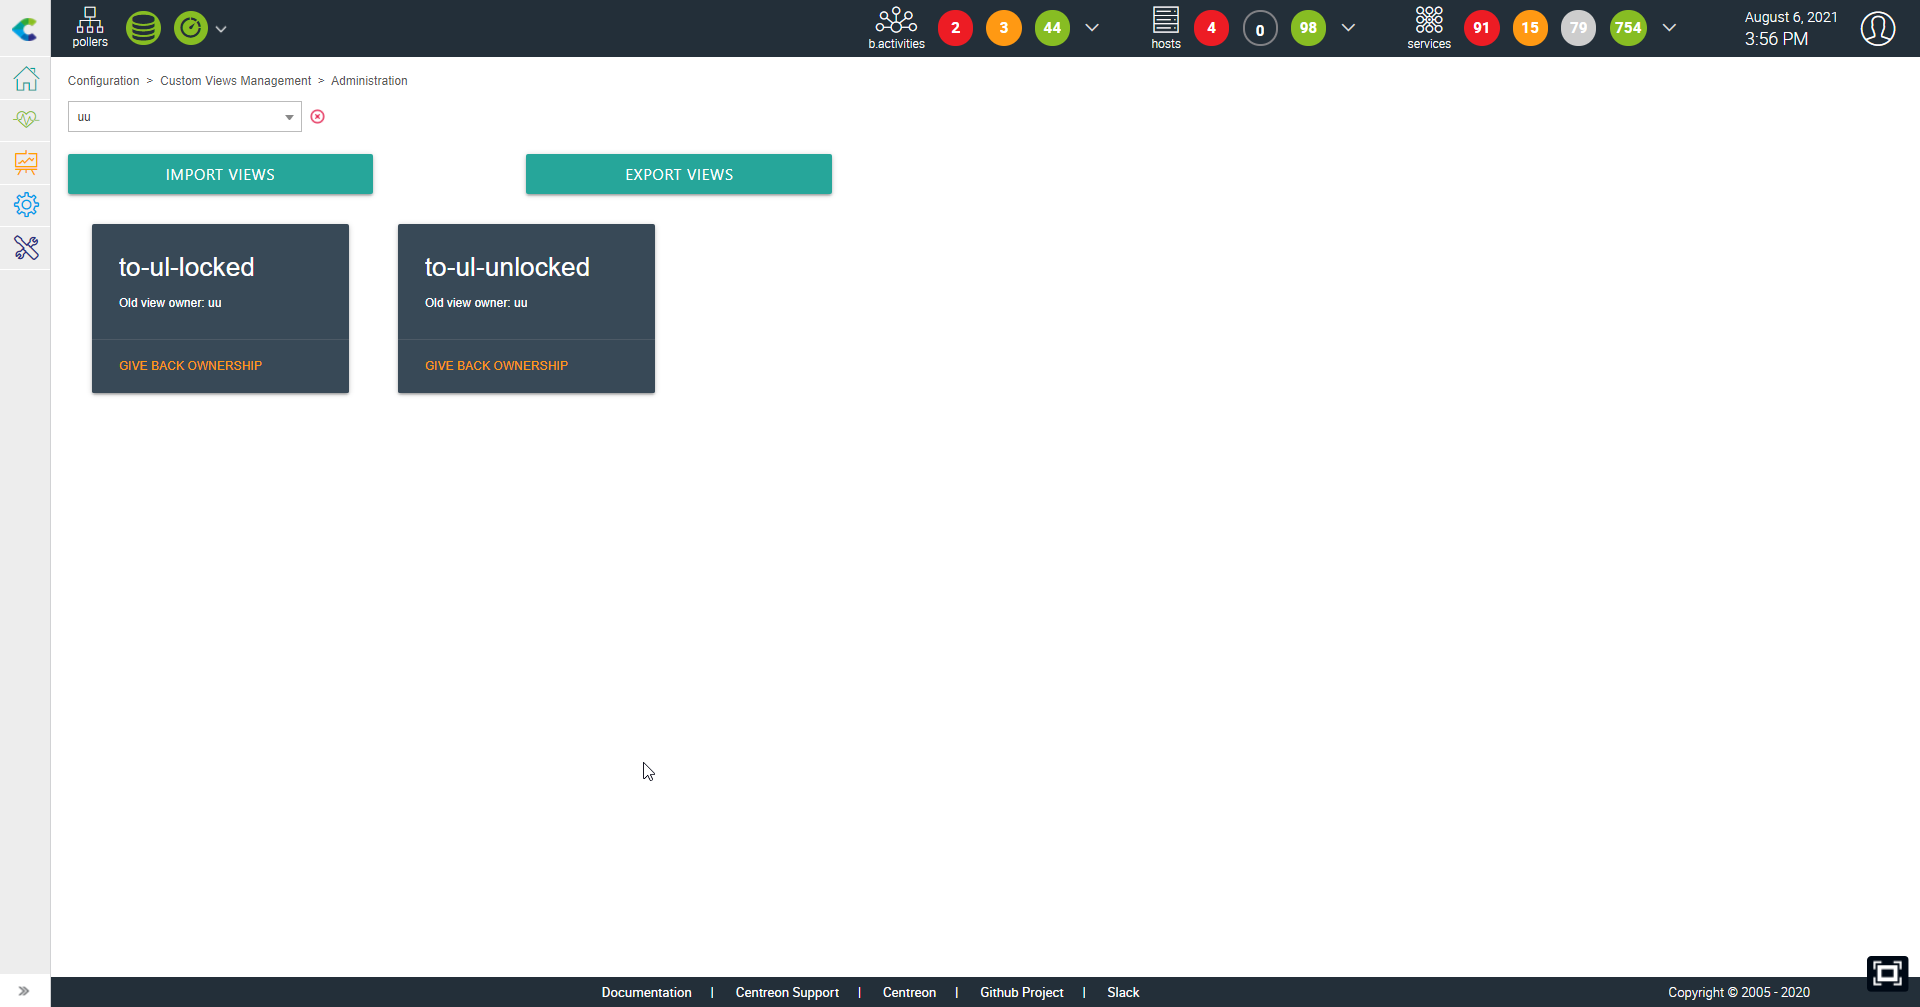 pollers
b.activities
2
3
44
hosts
4
0
98
services
91
15
79
754
August 6, 2021
3:56 PM
Configuration > Custom Views Management > Administration
uu
IMPORT VIEWS
EXPORT VIEWS
to-ul-locked
Old view owner: uu
GIVE BACK OWNERSHIP
to-ul-unlocked
Old view owner: uu
GIVE BACK OWNERSHIP
Documentation | Centreon Support | Centreon | Github Project | Slack
Copyright © 2005 - 2020